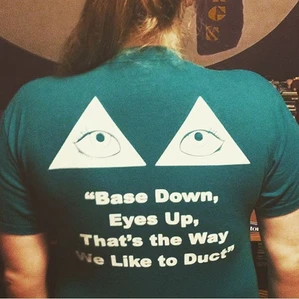 “Base Down,
Eyes Up,
That's the Way
We Like to Duct”